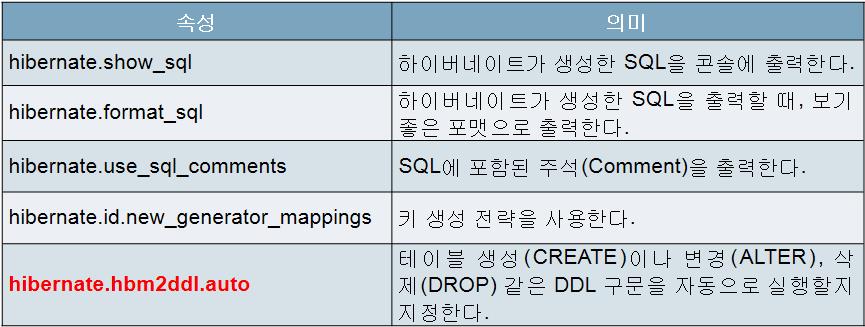 속성 의미
hibernate.show_sql 하이버네이트가 생성한 SQL을 콘솔에 출력한다.
hibernate.format_sql 하이버네이트가 생성한 SQL을 출력할 때, 보기
좋은 포맷으로 출력한다.
hibernate.use_sql_comments SQL에 포함된 주석(Comment)을 출력한다.
hibernate.id.new_generator_mappings 키 생성 전략을 사용한다.
hibernate.hbm2ddl.auto 테이블 생성(CREATE)이나 변경(ALTER), 삭
제(DROP) 같은 DDL 구문을 자동으로 실행할지
지정한다.